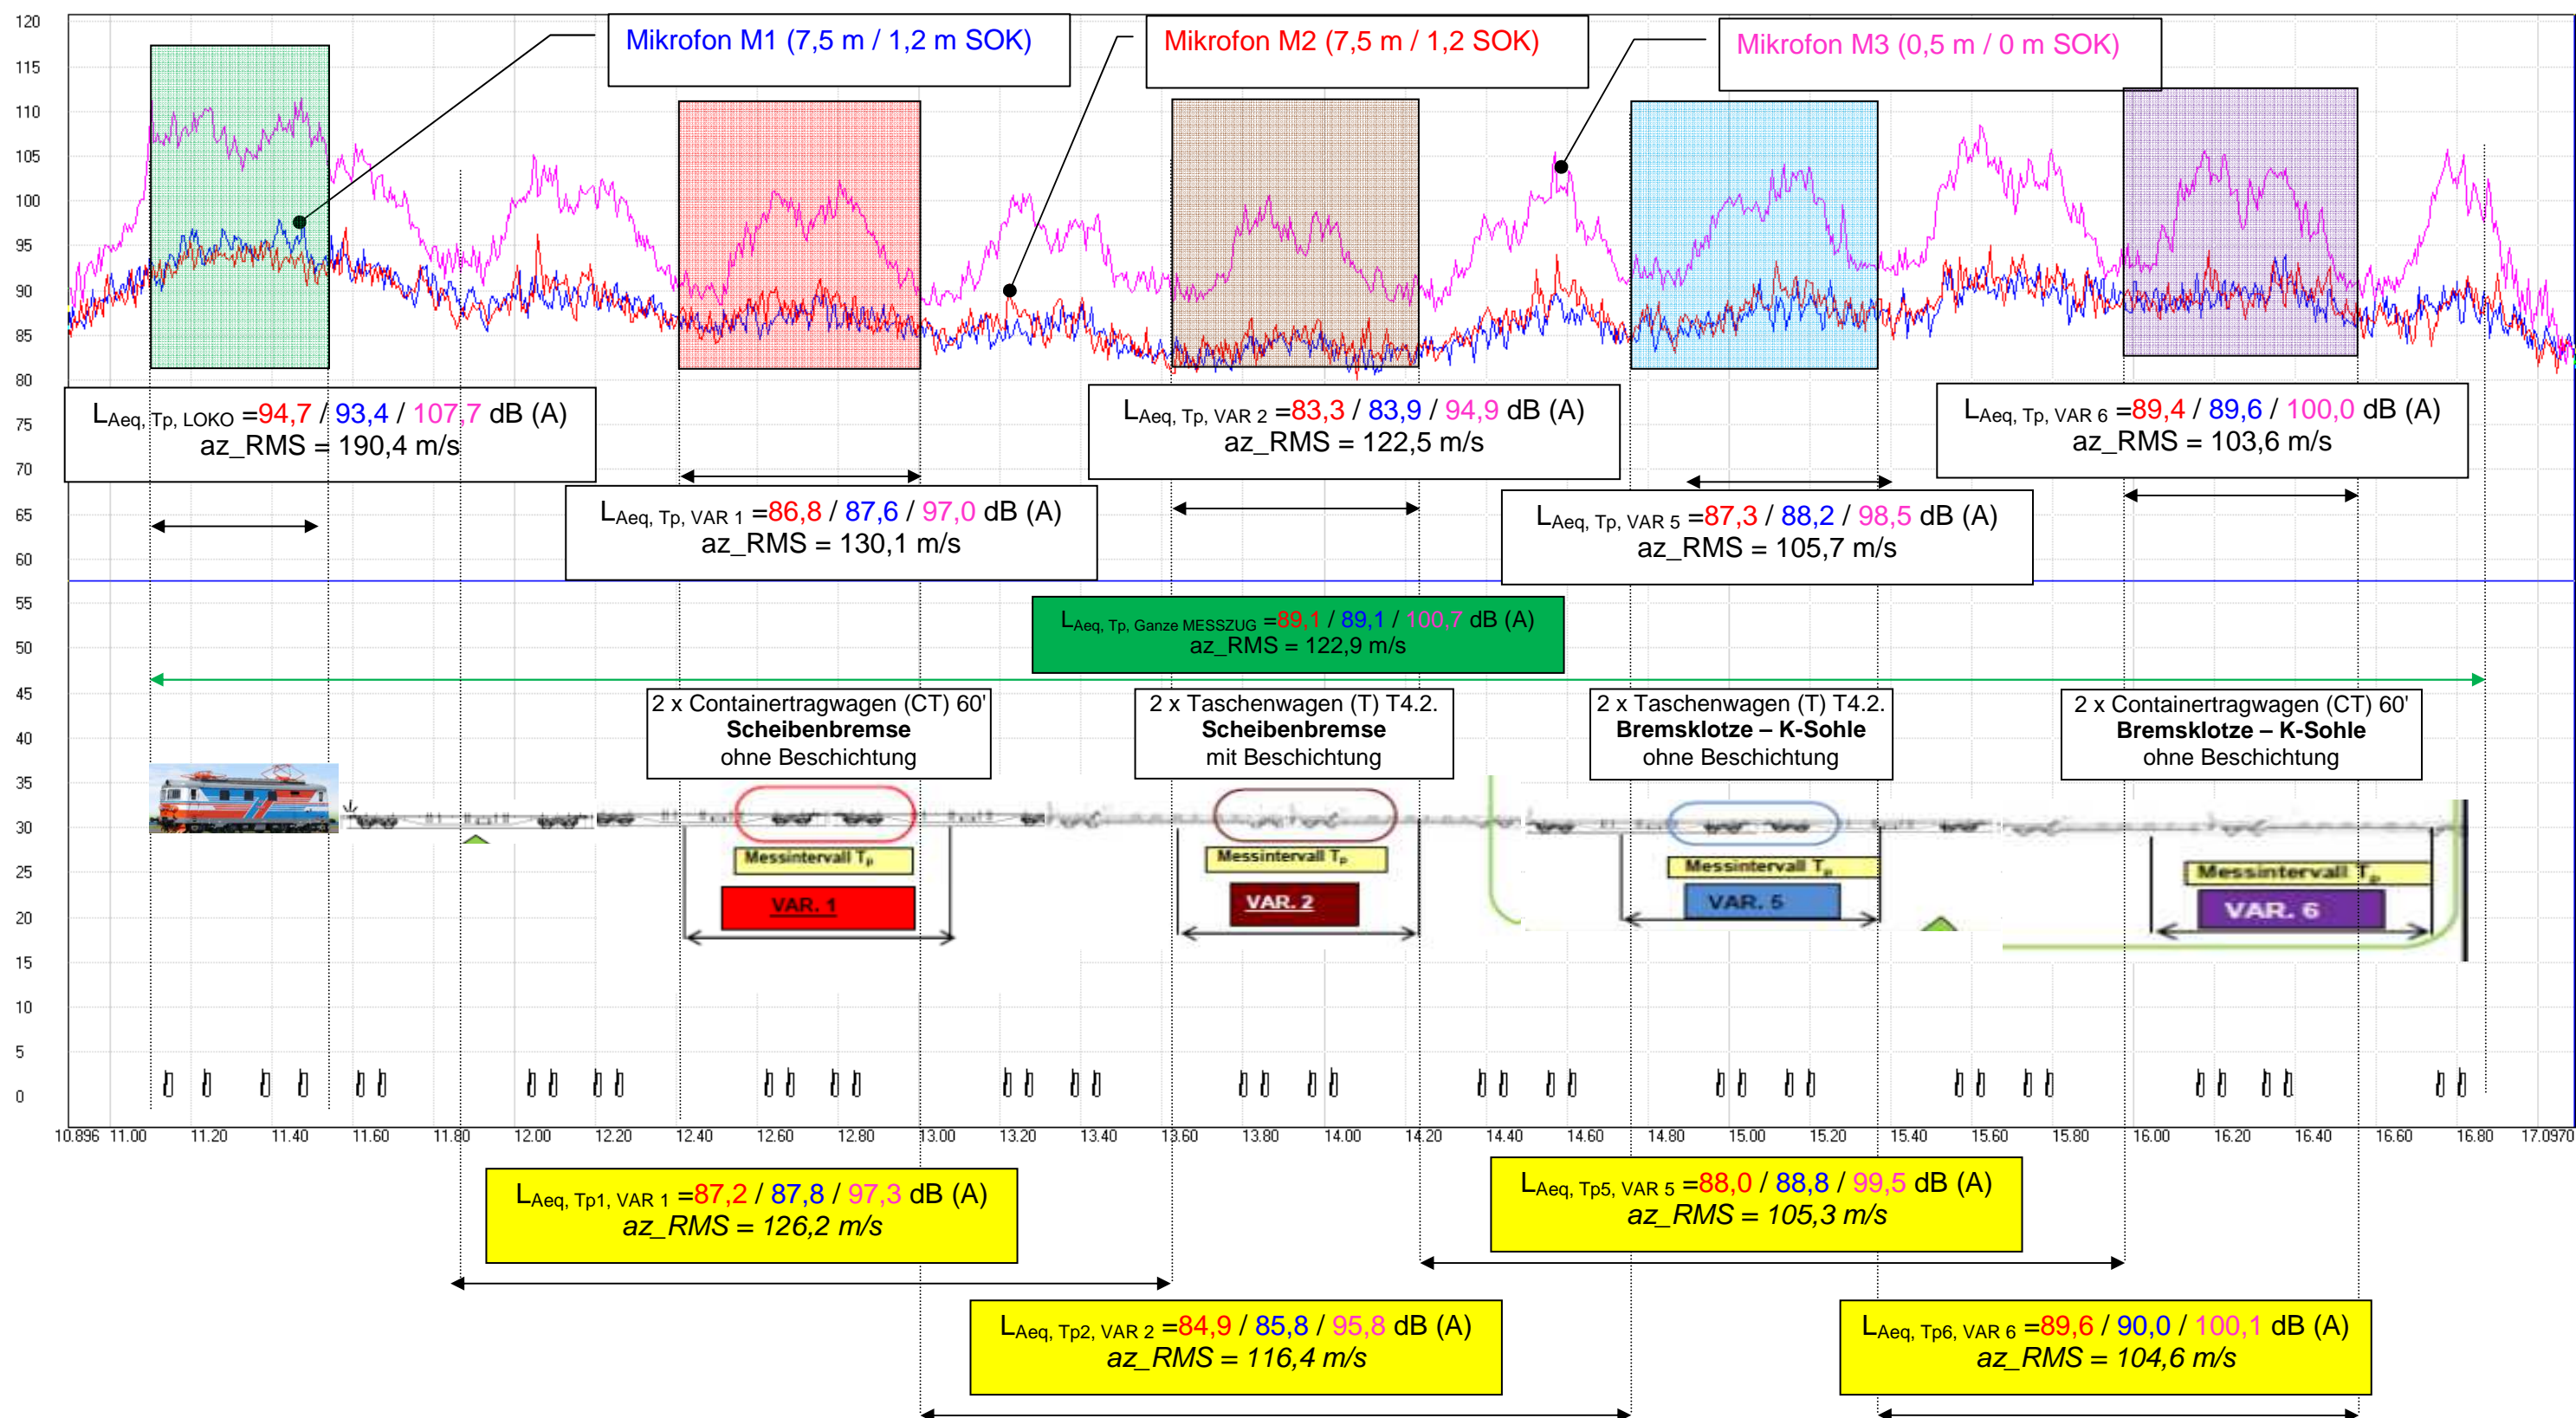 120
115
110
105
100
95
90
85
80
75
70
65
60
55
50
45
40
35
30
25
20
15
10
5
0
Mikrofon M1 (7,5 m / 1,2 m SOK)
Mikrofon M2 (7,5 m / 1,2 SOK)
Mikrofon M3 (0,5 m / 0 m SOK)
LAeq, Tp, LOKO =94,7 / 93,4 / 107,7 dB (A)
az_RMS = 190,4 m/s
LAeq, Tp, VAR 1 =86,8 / 87,6 / 97,0 dB (A)
az_RMS = 130,1 m/s
LAeq, Tp, VAR 2 =83,3 / 83,9 / 94,9 dB (A)
az_RMS = 122,5 m/s
LAeq, Tp, VAR 5 =87,3 / 88,2 / 98,5 dB (A)
az_RMS = 105,7 m/s
LAeq, Tp, VAR 6 =89,4 / 89,6 / 100,0 dB (A)
az_RMS = 103,6 m/s
LAeq, Tp, Ganze MESSZUG =89,1 / 89,1 / 100,7 dB (A)
az_RMS = 122,9 m/s
2 x Containertragwagen (CT) 60'
Scheibenbremse
ohne Beschichtung
2 x Taschenwagen (T) T4.2.
Scheibenbremse
mit Beschichtung
2 x Taschenwagen (T) T4.2.
Bremsklotze – K-Sohle
ohne Beschichtung
2 x Containertragwagen (CT) 60'
Bremsklotze – K-Sohle
ohne Beschichtung
Messintervall Tp
VAR. 1
Messintervall Tp
VAR. 2
Messintervall Tp
VAR. 5
Messintervall Tp
VAR. 6
10.896 11.00 11.20 11.40 11.60 11.80 12.00 12.20 12.40 12.60 12.80 13.00 13.20 13.40 13.60 13.80 14.00 14.20 14.40 14.60 14.80 15.00 15.20 15.40 15.60 15.80 16.00 16.20 16.40 16.60 16.80 17.0970
LAeq, Tp1, VAR 1 =87,2 / 87,8 / 97,3 dB (A)
az_RMS = 126,2 m/s
LAeq, Tp5, VAR 5 =88,0 / 88,8 / 99,5 dB (A)
az_RMS = 105,3 m/s
LAeq, Tp2, VAR 2 =84,9 / 85,8 / 95,8 dB (A)
az_RMS = 116,4 m/s
LAeq, Tp6, VAR 6 =89,6 / 90,0 / 100,1 dB (A)
az_RMS = 104,6 m/s